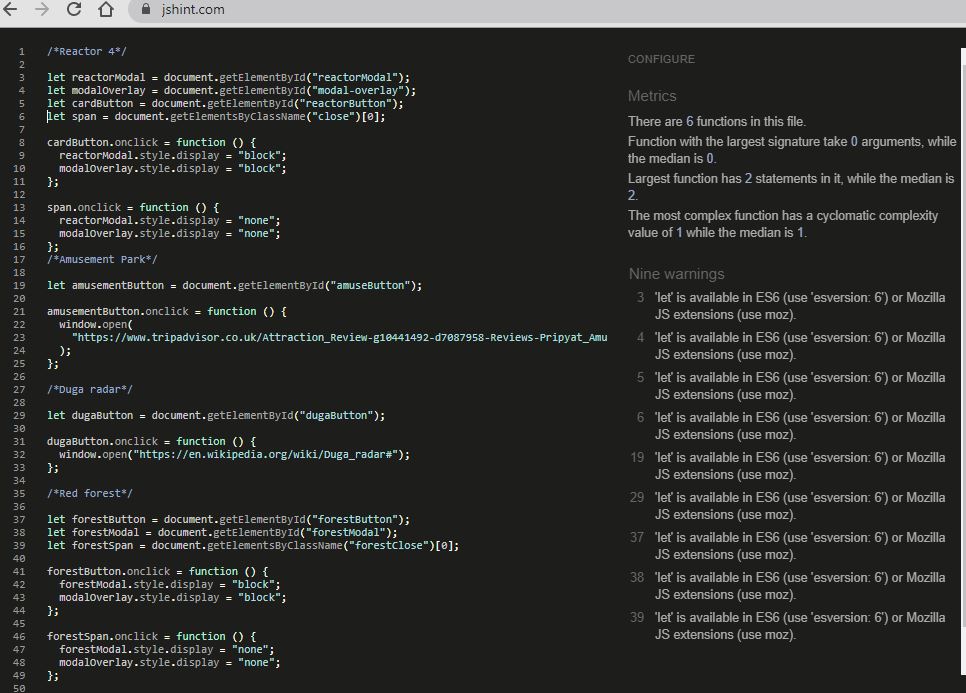 jshint.com
1 /*Reactor 4*/
2
3 let reactorModal = document.getElementById("reactorModal");
4 let modalOverlay = document.getElementById("modal-overlay");
5 let cardButton = document.getElementById("reactorButton");
6 let span = document.getElementsByClassName("close")[0];
7
8 cardButton.onclick = function () {
9 reactorModal.style.display = "block";
10 modalOverlay.style.display = "block";
11 };
12
13 span.onclick = function () {
14 reactorModal.style.display = "none";
15 modalOverlay.style.display = "none";
16 };
17 /*Amusement Park*/
18
19 let amusementButton = document.getElementById("amuseButton");
20
21 amusementButton.onclick = function () {
22 window.open(
23 "https://www.tripadvisor.co.uk/Attraction_Review-g10441492-d7087958-Reviews-Pripyat_Amu
24 );
25 };
26
27 /*Duga radar*/
28
29 let dugaButton = document.getElementById("dugaButton");
30
31 dugaButton.onclick = function () {
32 window.open("https://en.wikipedia.org/wiki/Duga_radar#");
33 };
34
35 /*Red forest*/
36
37 let forestButton = document.getElementById("forestButton");
38 let forestModal = document.getElementById("forestModal");
39 let forestSpan = document.getElementsByClassName("forestClose")[0];
40
41 forestButton.onclick = function () {
42 forestModal.style.display = "block";
43 modalOverlay.style.display = "block";
44 };
45
46 forestSpan.onclick = function () {
47 forestModal.style.display = "none";
48 modalOverlay.style.display = "none";
49 };
50
CONFIGURE
Metrics
There are 6 functions in this file.
Function with the largest signature take 0 arguments, while
the median is 0.
Largest function has 2 statements in it, while the median is
2.
The most complex function has a cyclomatic complexity
value of 1 while the median is 1.
Nine warnings
3 'let' is available in ES6 (use 'esversion: 6') or Mozilla
JS extensions (use moz).
4 'let' is available in ES6 (use 'esversion: 6') or Mozilla
JS extensions (use moz).
5 'let' is available in ES6 (use 'esversion: 6') or Mozilla
JS extensions (use moz).
6 'let' is available in ES6 (use 'esversion: 6') or Mozilla
JS extensions (use moz).
19 'let' is available in ES6 (use 'esversion: 6') or Mozilla
JS extensions (use moz).
29 'let' is available in ES6 (use 'esversion: 6') or Mozilla
JS extensions (use moz).
37 'let' is available in ES6 (use 'esversion: 6') or Mozilla
JS extensions (use moz).
38 'let' is available in ES6 (use 'esversion: 6') or Mozilla
JS extensions (use moz).
39 'let' is available in ES6 (use 'esversion: 6') or Mozilla
JS extensions (use moz).